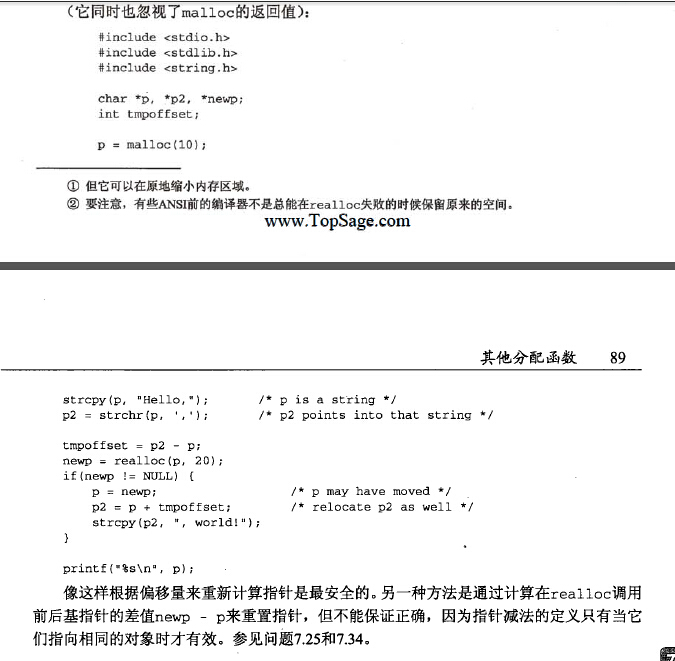 (它同时也忽视了malloc的返回值):
#include <stdio.h>
#include <stdlib.h>
#include <string.h>
char *p, *p2, *newp;
int tmpoffset;
p = malloc(10);
① 但它可以在原地缩小内存区域。
② 要注意,有些ANSI前的编译器不是总能在realloc失败的时候保留原来的空间。
www.TopSage.com
其他分配函数 89
strcpy(p, "Hello,"); /* p is a string */
p2 = strchr(p, ','); /* p2 points into that string */
tmpoffset = p2 - p;
newp = realloc(p, 20);
if(newp != NULL) {
p = newp; /* p may have moved */
p2 = p + tmpoffset; /* relocate p2 as well */
strcpy(p2, ", world!");
}
printf("%s\n", p);
像这样根据偏移量来重新计算指针是最安全的。另一种方法是通过计算在realloc调用
前后基指针的差值newp - p来重置指针,但不能保证正确,因为指针减法的定义只有当它
们指向相同的对象时才有效。参见问题7.25和7.34。